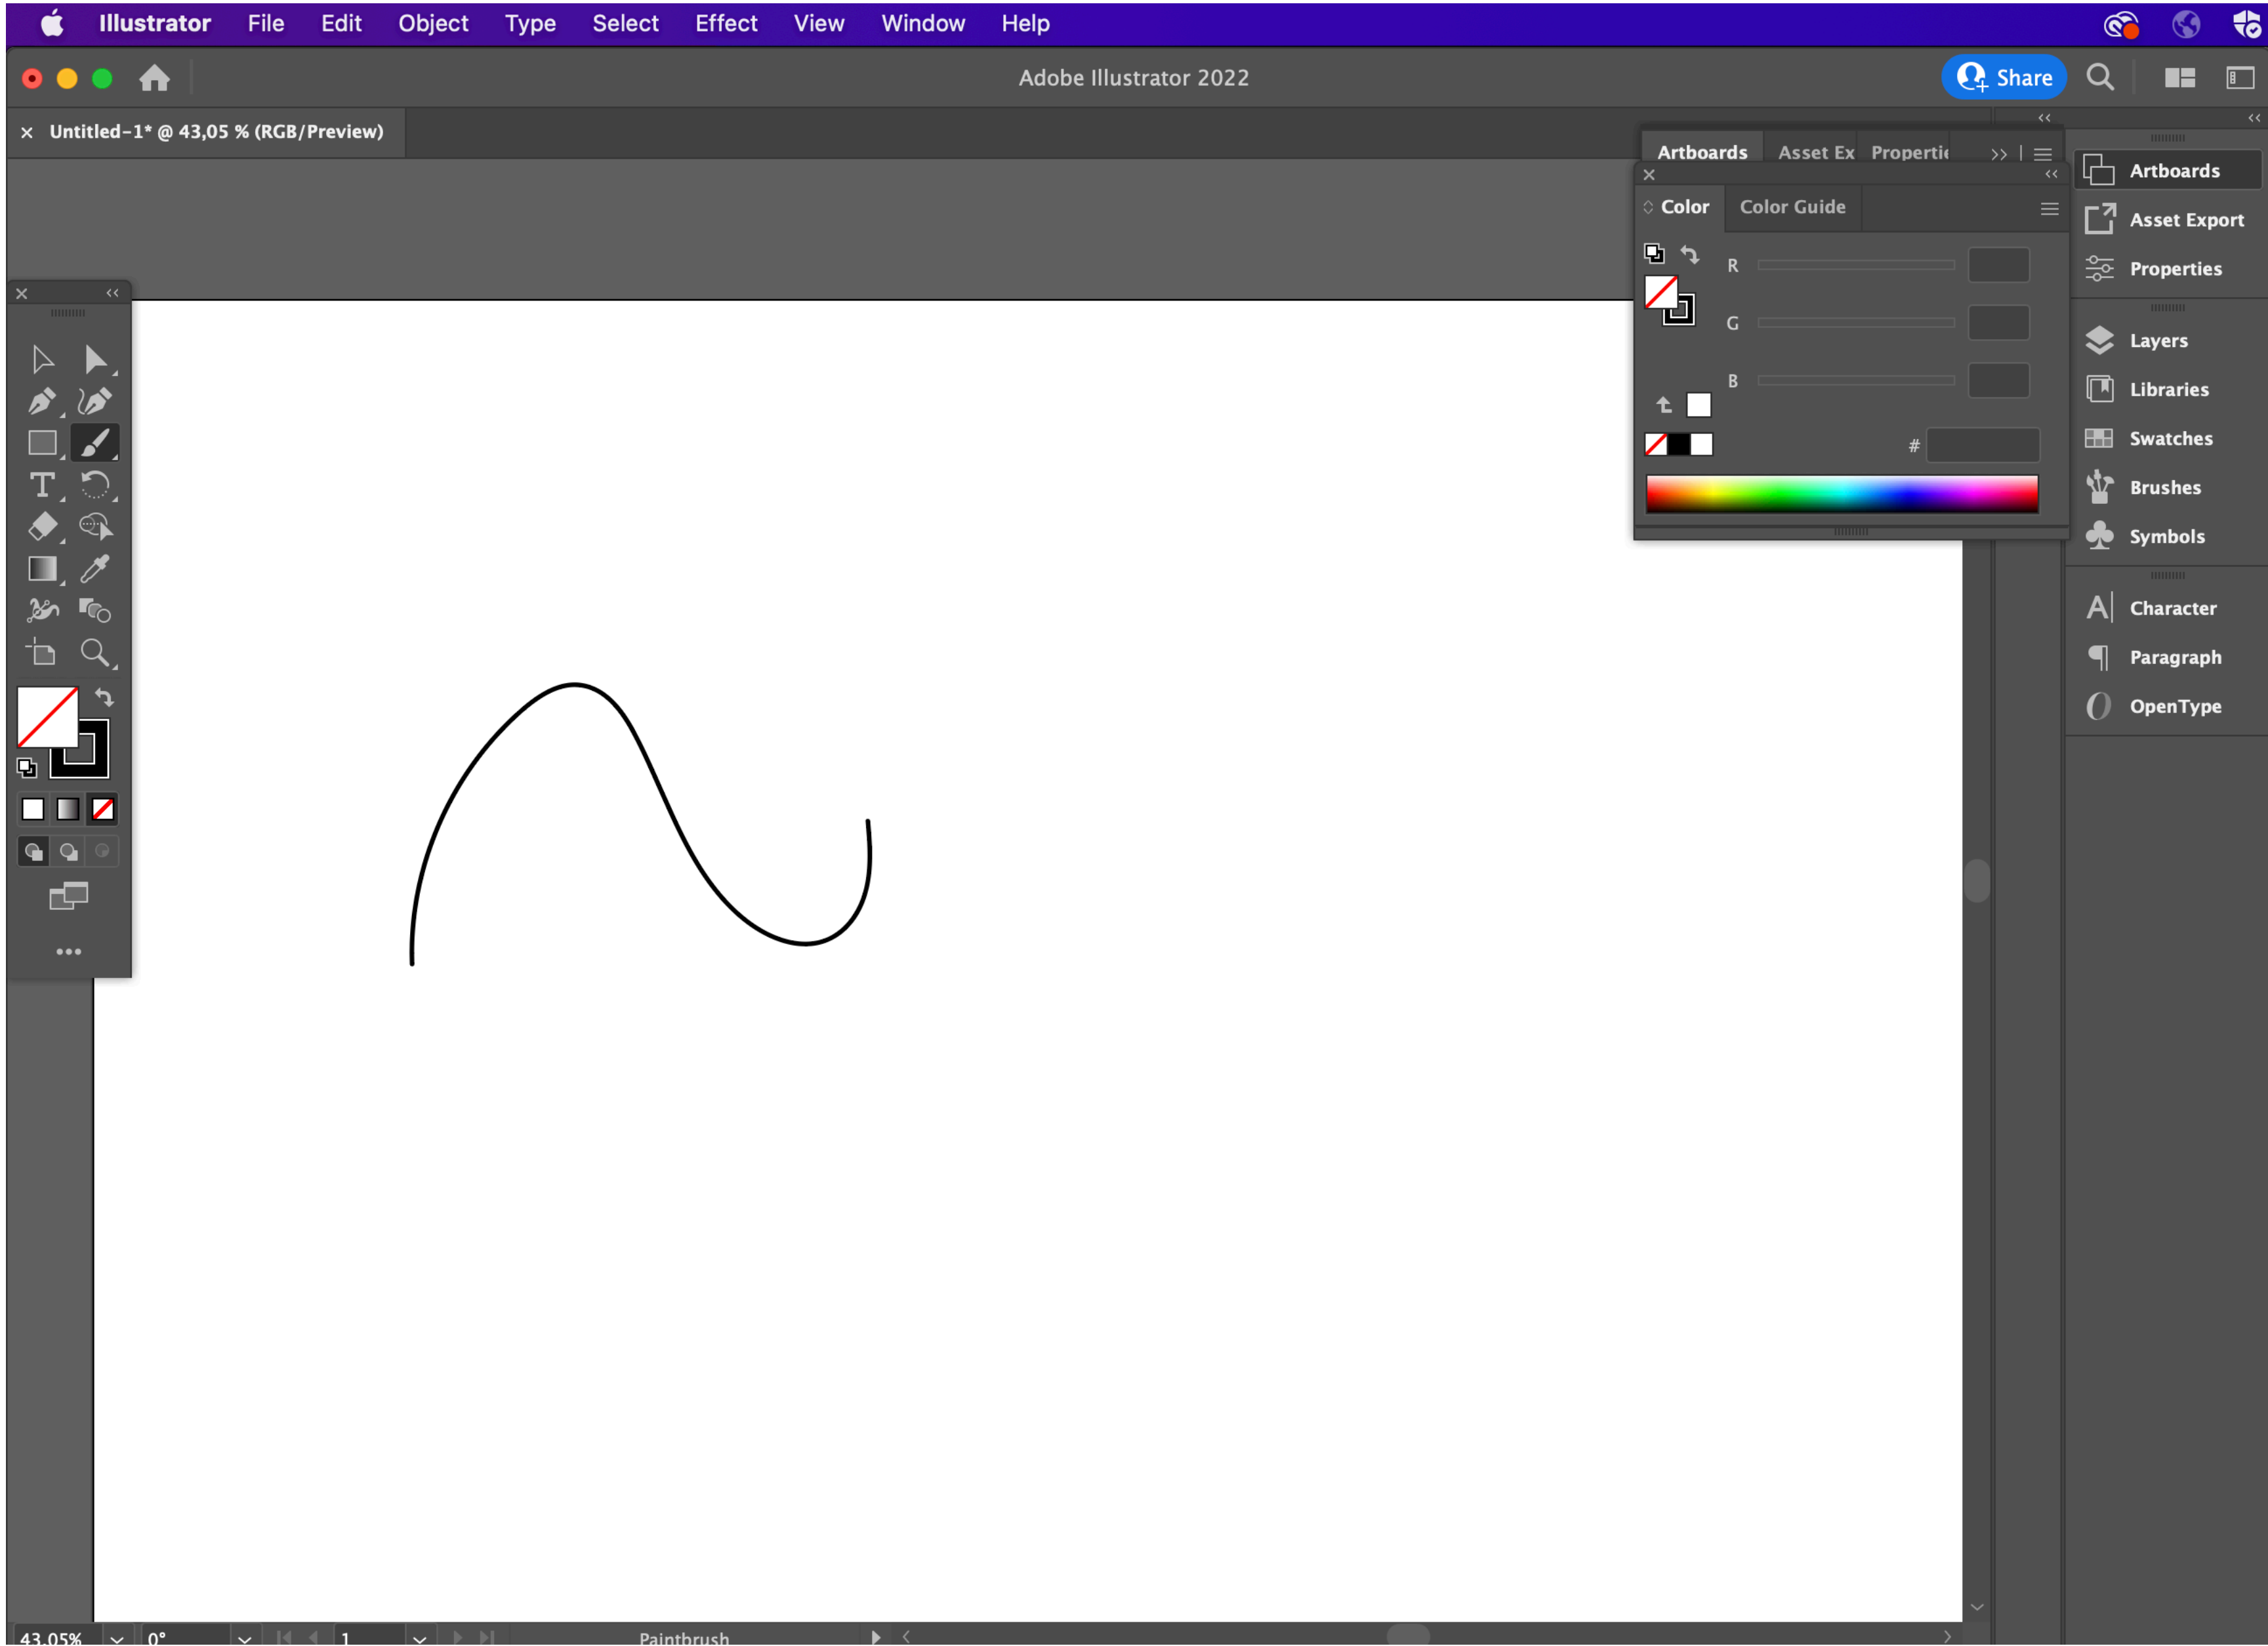 Illustrator File Edit Object Type Select Effect View Window Help
Adobe Illustrator 2022
Share
× Untitled-1* @ 43,05 % (RGB/Preview)
Artboards Asset Ex Properti
Color Color Guide
R
G
B
#
Artboards
Asset Export
Properties
Layers
Libraries
Swatches
Brushes
Symbols
Character
Paragraph
OpenType
43,05% 0° 1 Paintbrush